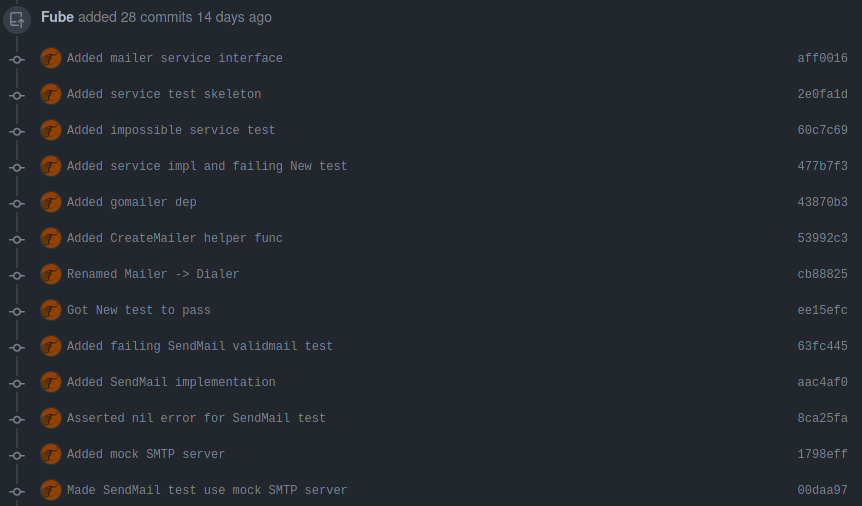 Fube added 28 commits 14 days ago
Added mailer service interface aff0016
Added service test skeleton 2e0fa1d
Added impossible service test 60c7c69
Added service impl and failing New test 477b7f3
Added gomailer dep 43870b3
Added CreateMailer helper func 53992c3
Renamed Mailer -> Dialer cb88825
Got New test to pass ee15efc
Added failing SendMail validmail test 63fc445
Added SendMail implementation aac4af0
Asserted nil error for SendMail test 8ca25fa
Added mock SMTP server 1798eff
Made SendMail test use mock SMTP server 00daa97